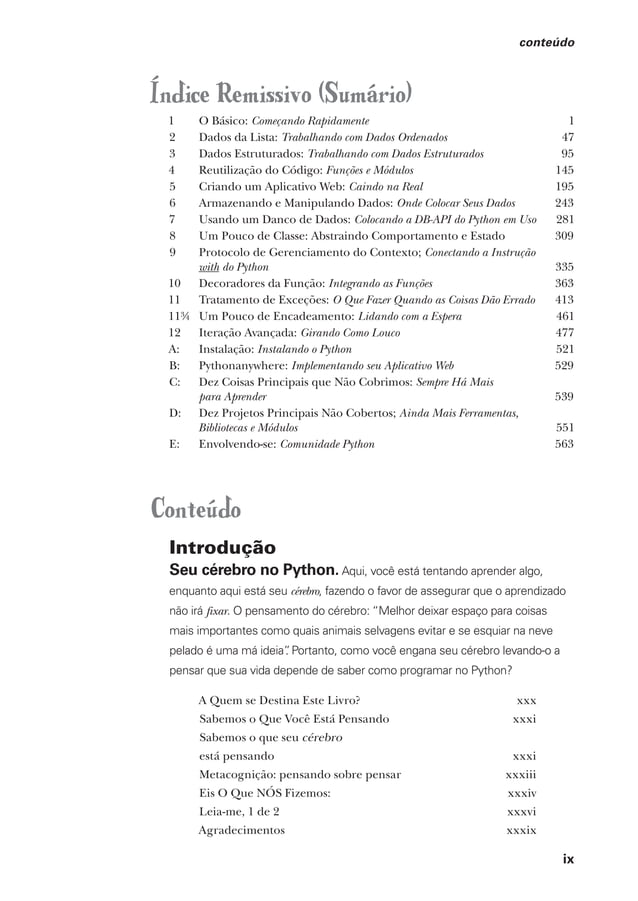 conteúdo
Índice Remissivo (Sumário)
1 O Básico: Começando Rapidamente 1
2 Dados da Lista: Trabalhando com Dados Ordenados 47
3 Dados Estruturados: Trabalhando com Dados Estruturados 95
4 Reutilização do Código: Funções e Módulos 145
5 Criando um Aplicativo Web: Caindo na Real 195
6 Armazenando e Manipulando Dados: Onde Colocar Seus Dados 243
7 Usando um Danco de Dados: Colocando a DB-API do Python em Uso 281
8 Um Pouco de Classe: Abstraindo Comportamento e Estado 309
9 Protocolo de Gerenciamento do Contexto; Conectando a Instrução
with do Python 335
10 Decoradores da Função: Integrando as Funções 363
11 Tratamento de Exceções: O Que Fazer Quando as Coisas Dão Errado 413
11¾ Um Pouco de Encadeamento: Lidando com a Espera 461
12 Iteração Avançada: Girando Como Louco 477
A: Instalação: Instalando o Python 521
B: Pythonanywhere: Implementando seu Aplicativo Web 529
C: Dez Coisas Principais que Não Cobrimos: Sempre Há Mais
para Aprender 539
D: Dez Projetos Principais Não Cobertos; Ainda Mais Ferramentas,
Bibliotecas e Módulos 551
E: Envolvendo-se: Comunidade Python 563
Conteúdo
Introdução
Seu cérebro no Python. Aqui, você está tentando aprender algo,
enquanto aqui está seu cérebro, fazendo o favor de assegurar que o aprendizado
não irá fixar. O pensamento do cérebro: “Melhor deixar espaço para coisas
mais importantes como quais animais selvagens evitar e se esquiar na neve
pelado é uma má ideia”. Portanto, como você engana seu cérebro levando-o a
pensar que sua vida depende de saber como programar no Python?
A Quem se Destina Este Livro? xxx
Sabemos o Que Você Está Pensando xxxi
Sabemos o que seu cérebro
está pensando xxxi
Metacognição: pensando sobre pensar xxxiii
Eis O Que NÓS Fizemos: xxxiv
Leia-me, 1 de 2 xxxvi
Agradecimentos xxxix
ix